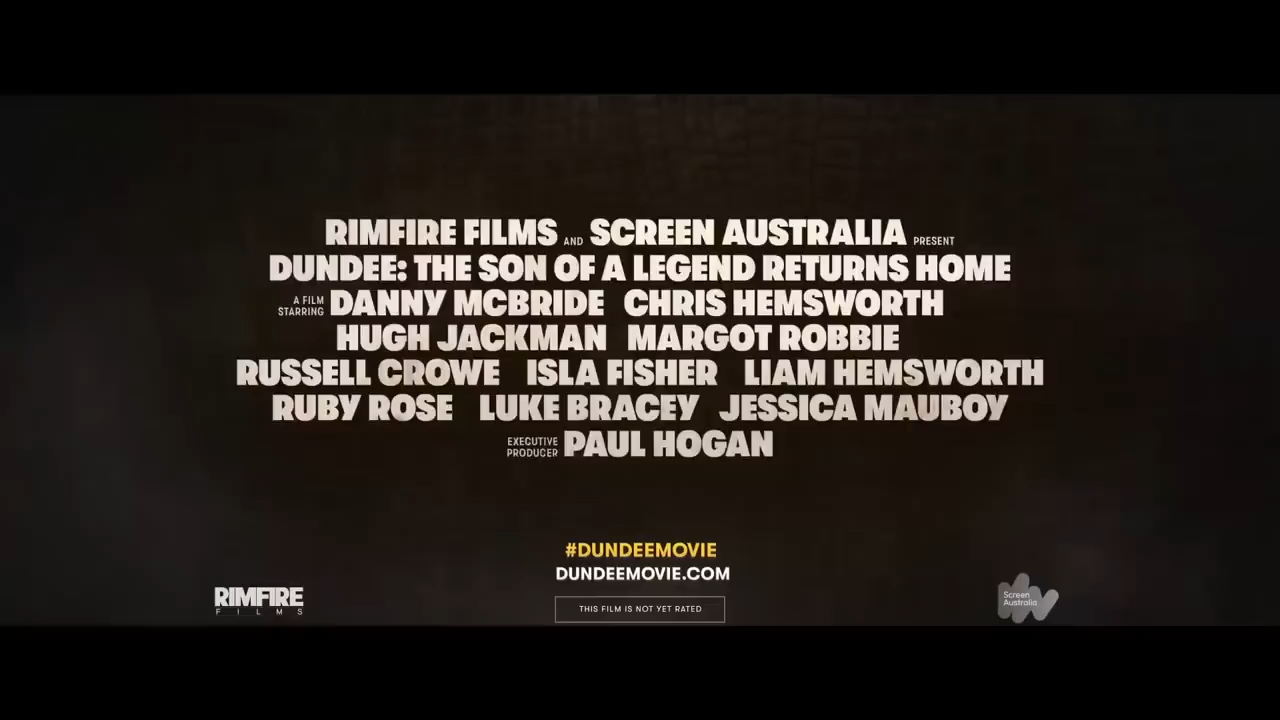 RIMFIRE FILMS AND SCREEN AUSTRALIA PRESENT
DUNDEE: THE SON OF A LEGEND RETURNS HOME
A FILM STARRING DANNY MCBRIDE CHRIS HEMSWORTH
HUGH JACKMAN MARGOT ROBBIE
RUSSELL CROWE ISLA FISHER LIAM HEMSWORTH
RUBY ROSE LUKE BRACEY JESSICA MAUBOY
EXECUTIVE PRODUCER PAUL HOGAN
#DUNDEEMOVIE
DUNDEEMOVIE.COM
RIMFIRE
FILMS
THIS FILM IS NOT YET RATED
Screen
Australia